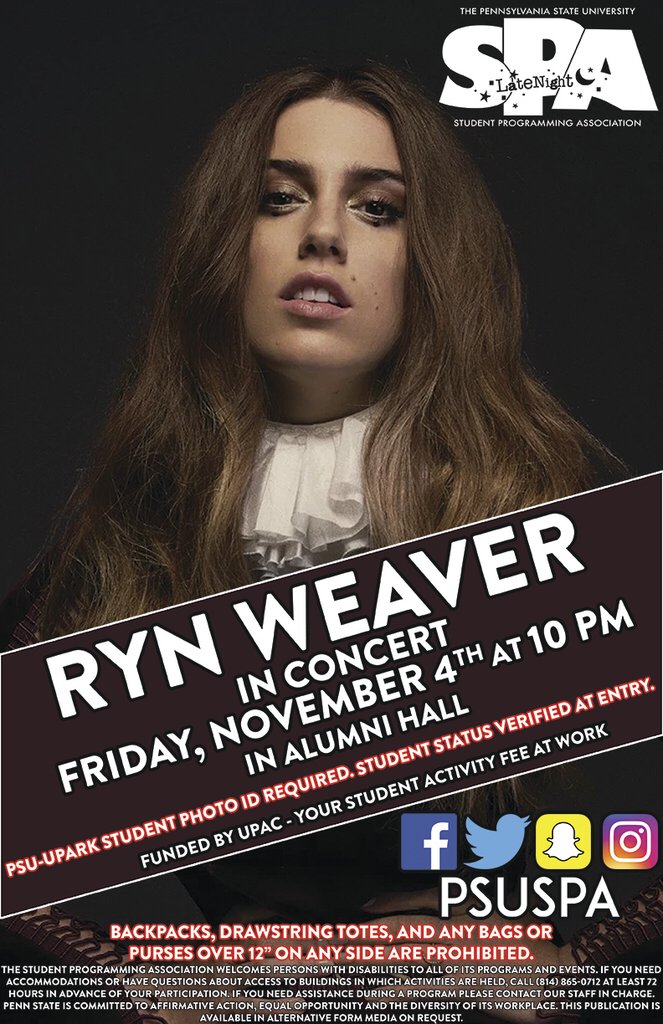 THE PENNSYLVANIA STATE UNIVERSITY
SPA
LateNight
STUDENT PROGRAMMING ASSOCIATION
RYN WEAVER
IN CONCERT
FRIDAY, NOVEMBER 4TH AT 10 PM
IN ALUMNI HALL
PSU-UPARK STUDENT PHOTO ID REQUIRED. STUDENT STATUS VERIFIED AT ENTRY.
FUNDED BY UPAC - YOUR STUDENT ACTIVITY FEE AT WORK
PSUSPA
BACKPACKS, DRAWSTRING TOTES, AND ANY BAGS OR
PURSES OVER 12" ON ANY SIDE ARE PROHIBITED.
THE STUDENT PROGRAMMING ASSOCIATION WELCOMES PERSONS WITH DISABILITIES TO ALL OF ITS PROGRAMS AND EVENTS. IF YOU NEED
ACCOMMODATIONS OR HAVE QUESTIONS ABOUT ACCESS TO BUILDINGS IN WHICH ACTIVITIES ARE HELD, CALL (814) 865-0712 AT LEAST 72
HOURS IN ADVANCE OF YOUR PARTICIPATION. IF YOU NEED ASSISTANCE DURING A PROGRAM PLEASE CONTACT OUR STAFF IN CHARGE.
PENN STATE IS COMMITTED TO AFFIRMATIVE ACTION, EQUAL OPPORTUNITY AND THE DIVERSITY OF ITS WORKPLACE. THIS PUBLICATION IS
AVAILABLE IN ALTERNATIVE FORM MEDIA ON REQUEST.